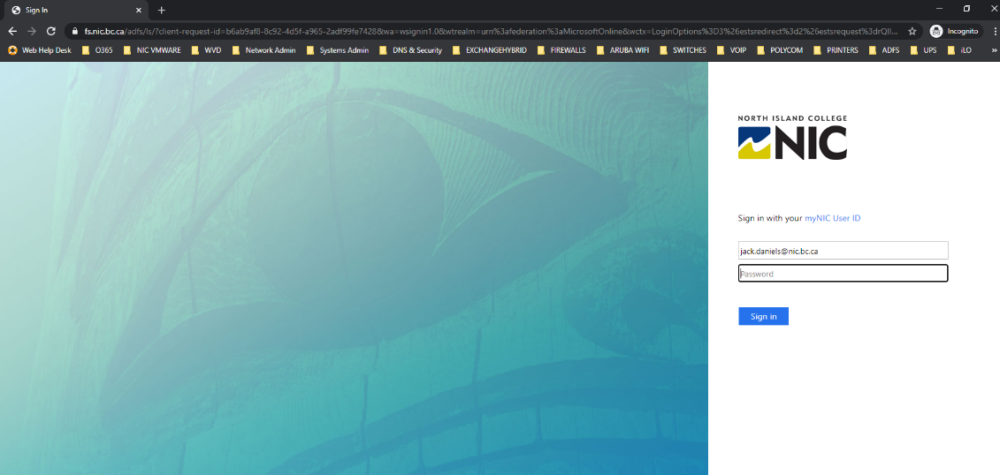 Sign In
fs.nic.bc.ca/adfs/ls/?client-request-id=b6ab9af8-8c92-4d5f-a965-2adf99fe7428&wa=wsignin1.0&wtrealm=urn%3afederation%3aMicrosoftOnline&wctx=LoginOptions%3D3%26estsredirect%3d2%26estsrequest%3drQII...
Incognito
Web Help Desk O365 NIC VMWARE WVD Network Admin Systems Admin DNS & Security EXCHANGEHYBRID FIREWALLS ARUBA WIFI SWITCHES VOIP POLYCOM PRINTERS ADFS UPS iLO »
NORTH ISLAND COLLEGE
NIC
Sign in with your myNIC User ID
jack.daniels@nic.bc.ca
Password
Sign in